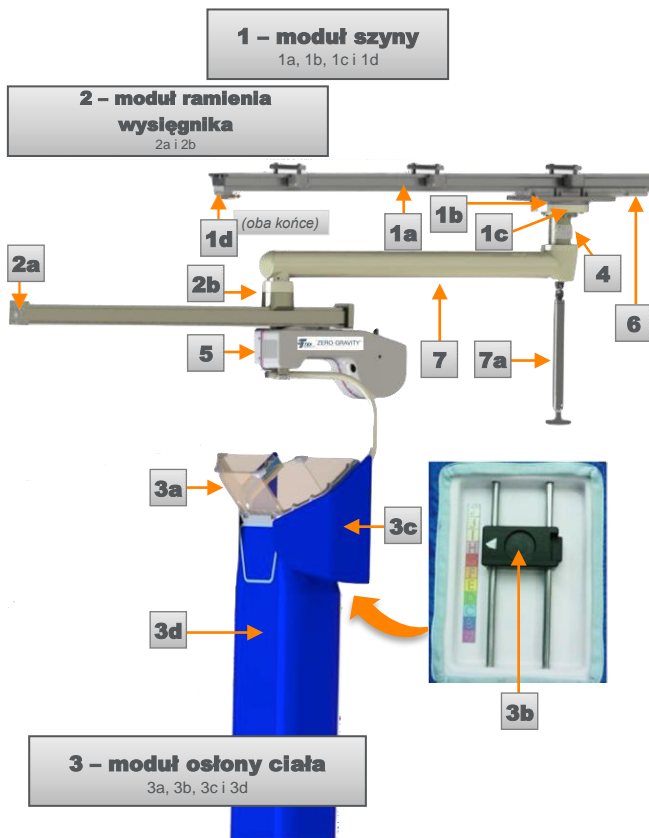 1 – moduł szyny
1a, 1b, 1c i 1d
2 – moduł ramienia
wysięgnika
2a i 2b
1d
(oba końce)
1a
1b
1c
4
6
2a
2b
5
ZERO-GRAVITY
7
7a
3a
3c
3d
3b
3 – moduł osłony ciała
3a, 3b, 3c i 3d